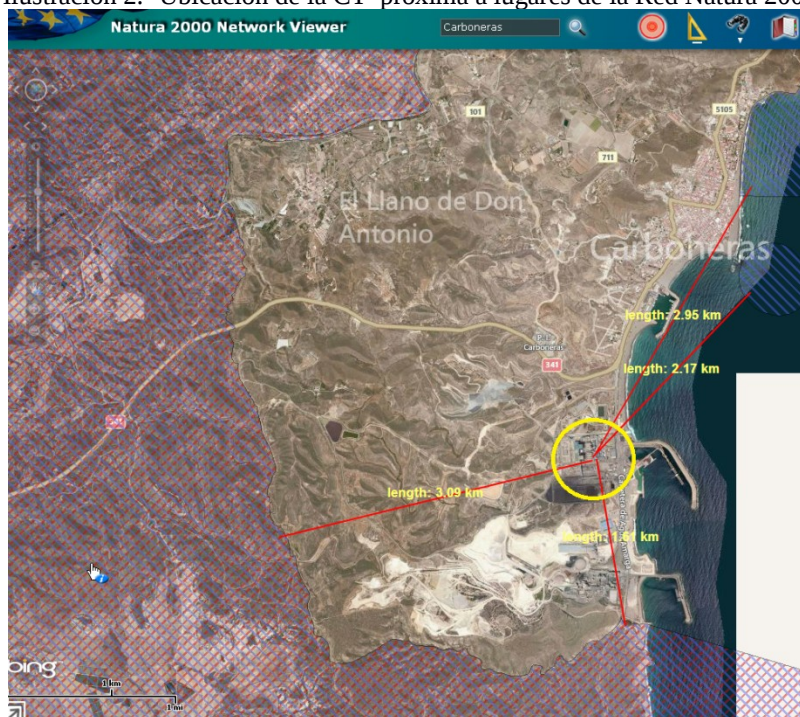 Ilustración 2.- Ubicación de la CT próxima a lugares de la Red Natura 200
Natura 2000 Network Viewer
Carboneras
101
5105
711
El Llano de Don
Antonio
Carboneras
length: 2.95 km
Carboneras
341
length: 2.17 km
length: 3.09 km
length: 1.61 km
bing
1 km
1 mi